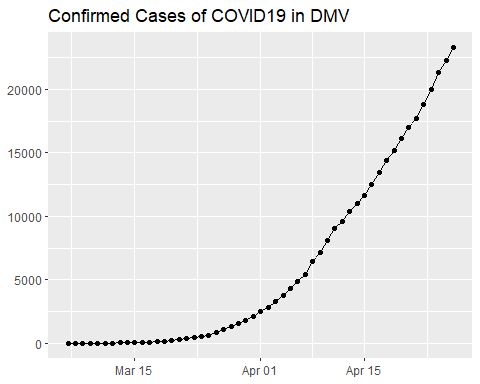 Confirmed Cases of COVID19 in DMV
20000
15000
10000
5000
0
Mar 15
Apr 01
Apr 15